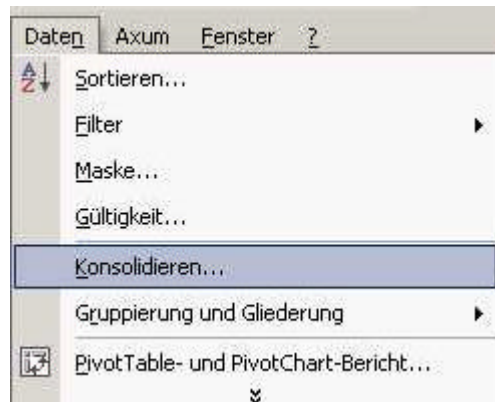 Daten Axum Fenster ?
Sortieren...
Filter
Maske...
Gültigkeit...
Konsolidieren...
Gruppierung und Gliederung
PivotTable- und PivotChart-Bericht...